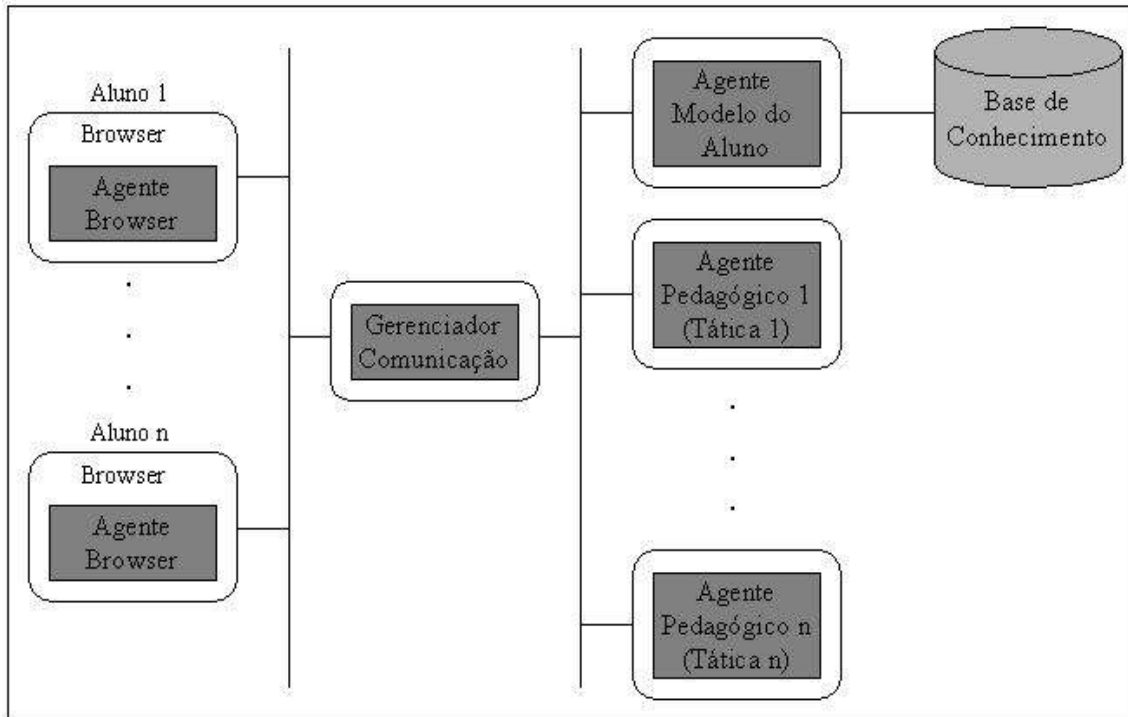 Aluno 1
Browser
Agente
Browser
Aluno n
Browser
Agente
Browser
Gerenciador
Comunicação
Agente
Modelo do
Aluno
Base de
Conhecimento
Agente
Pedagógico 1
(Tática 1)
Agente
Pedagógico n
(Tática n)